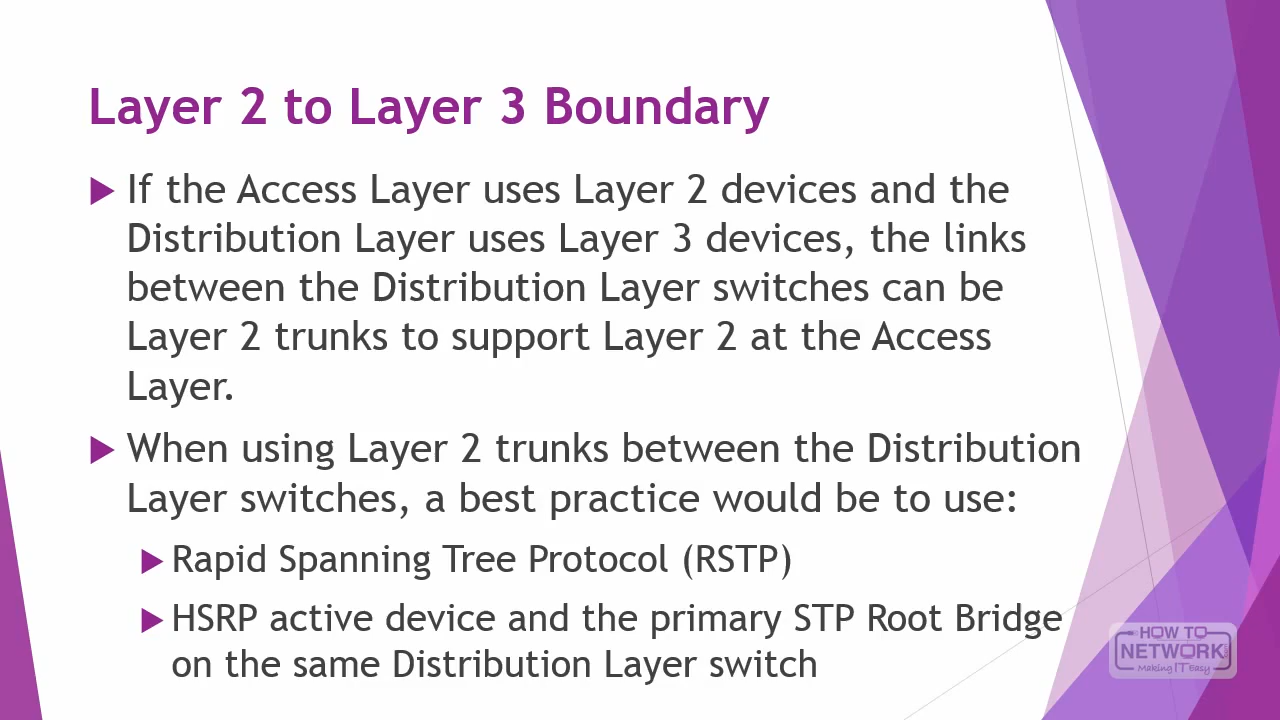 Layer 2 to Layer 3 Boundary
If the Access Layer uses Layer 2 devices and the
Distribution Layer uses Layer 3 devices, the links
between the Distribution Layer switches can be
Layer 2 trunks to support Layer 2 at the Access
Layer.
When using Layer 2 trunks between the Distribution
Layer switches, a best practice would be to use:
Rapid Spanning Tree Protocol (RSTP)
HSRP active device and the primary STP Root Bridge
on the same Distribution Layer switch
HOW TO
NETWORK
Making IT Easy